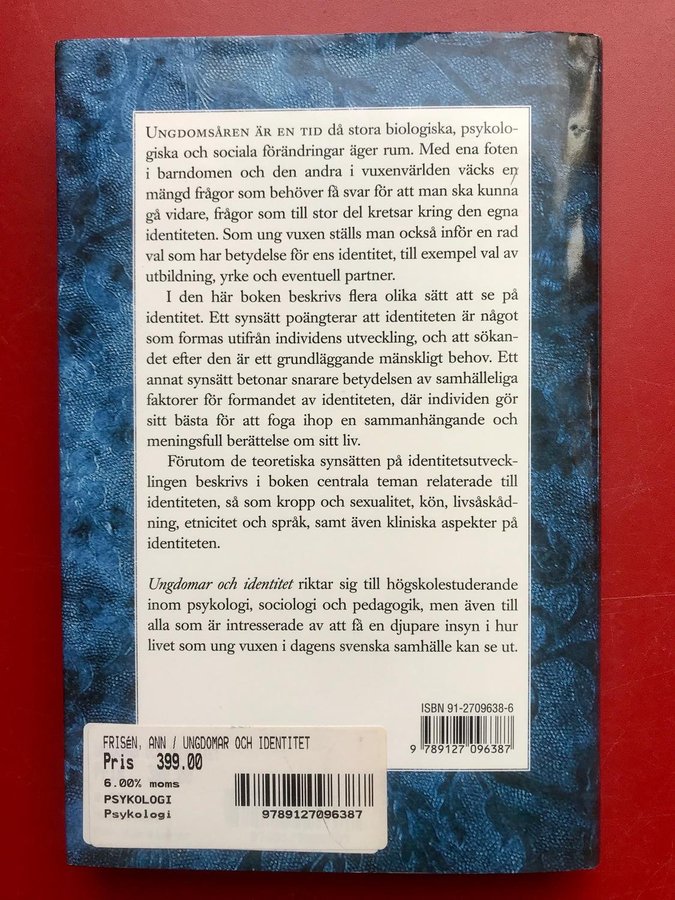 UNGDOMSÅREN ÄR EN TID då stora biologiska, psykolo-
giska och sociala förändringar äger rum. Med ena foten
i barndomen och den andra i vuxenvärlden väcks en
mängd frågor som behöver få svar för att man ska kunna
gå vidare, frågor som till stor del kretsar kring den egna
identiteten. Som ung vuxen ställs man också inför en rad
val som har betydelse för ens identitet, till exempel val av
utbildning, yrke och eventuell partner.
I den här boken beskrivs flera olika sätt att se på
identitet. Ett synsätt poängterar att identiteten är något
som formas utifrån individens utveckling, och att sökan-
det efter den är ett grundläggande mänskligt behov. Ett
annat synsätt betonar snarare betydelsen av samhälleliga
faktorer för formandet av identiteten, där individen gör
sitt bästa för att foga ihop en sammanhängande och
meningsfull berättelse om sitt liv.
Förutom de teoretiska synsätten på identitetsutveck-
lingen beskrivs i boken centrala teman relaterade till
identiteten, så som kropp och sexualitet, kön, livsåskåd-
ning, etnicitet och språk, samt även kliniska aspekter på
identiteten.
Ungdomar och identitet riktar sig till högskolestuderande
inom psykologi, sociologi och pedagogik, men även till
alla som är intresserade av att få en djupare insyn i hur
livet som ung vuxen i dagens svenska samhälle kan se ut.
ISBN 91-2709638-6
9 789127 096387
FRISéN, ANN / UNGDOMAR OCH IDENTITET
Pris 399.00
6.00% moms
PSYKOLOGI
Psykologi
9789127096387